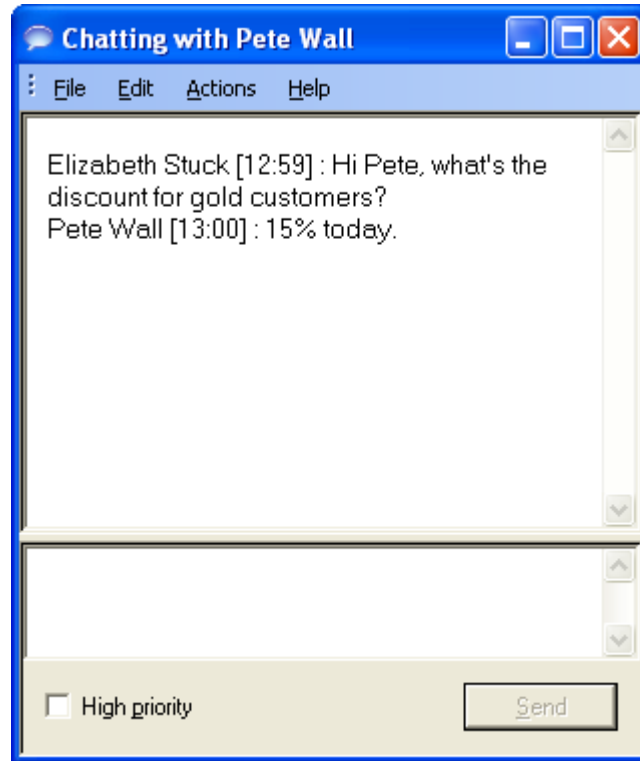 Chatting with Pete Wall
File Edit Actions Help
Elizabeth Stuck [12:59] : Hi Pete, what's the
discount for gold customers?
Pete Wall [13:00] : 15% today.
High priority
Send